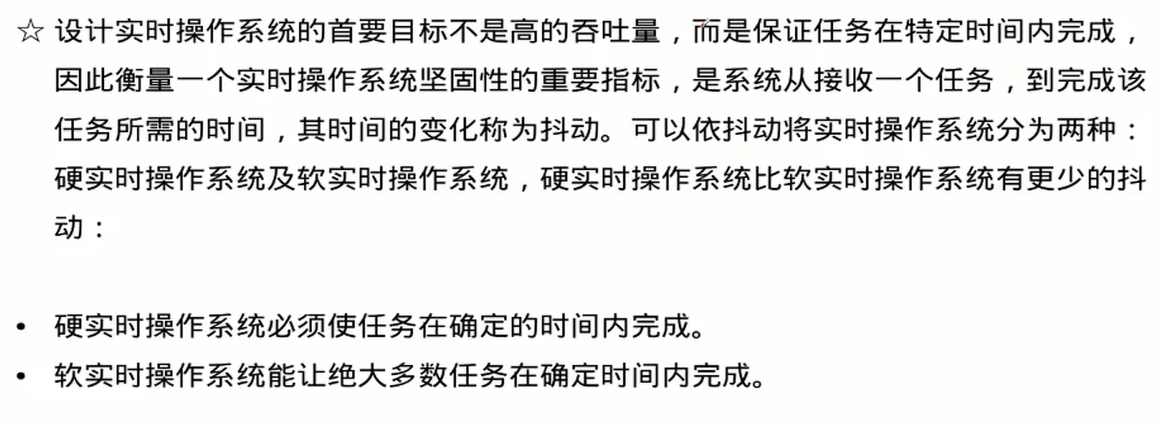 ☆ 设计实时操作系统的首要目标不是高的吞吐量，而是保证任务在特定时间内完成，
因此衡量一个实时操作系统坚固性的重要指标，是系统从接收一个任务，到完成该
任务所需的时间，其时间的变化称为抖动。可以依抖动将实时操作系统分为两种：
硬实时操作系统及软实时操作系统，硬实时操作系统比软实时操作系统有更少的抖
动：
• 硬实时操作系统必须使任务在确定的时间内完成。
• 软实时操作系统能让绝大多数任务在确定时间内完成。